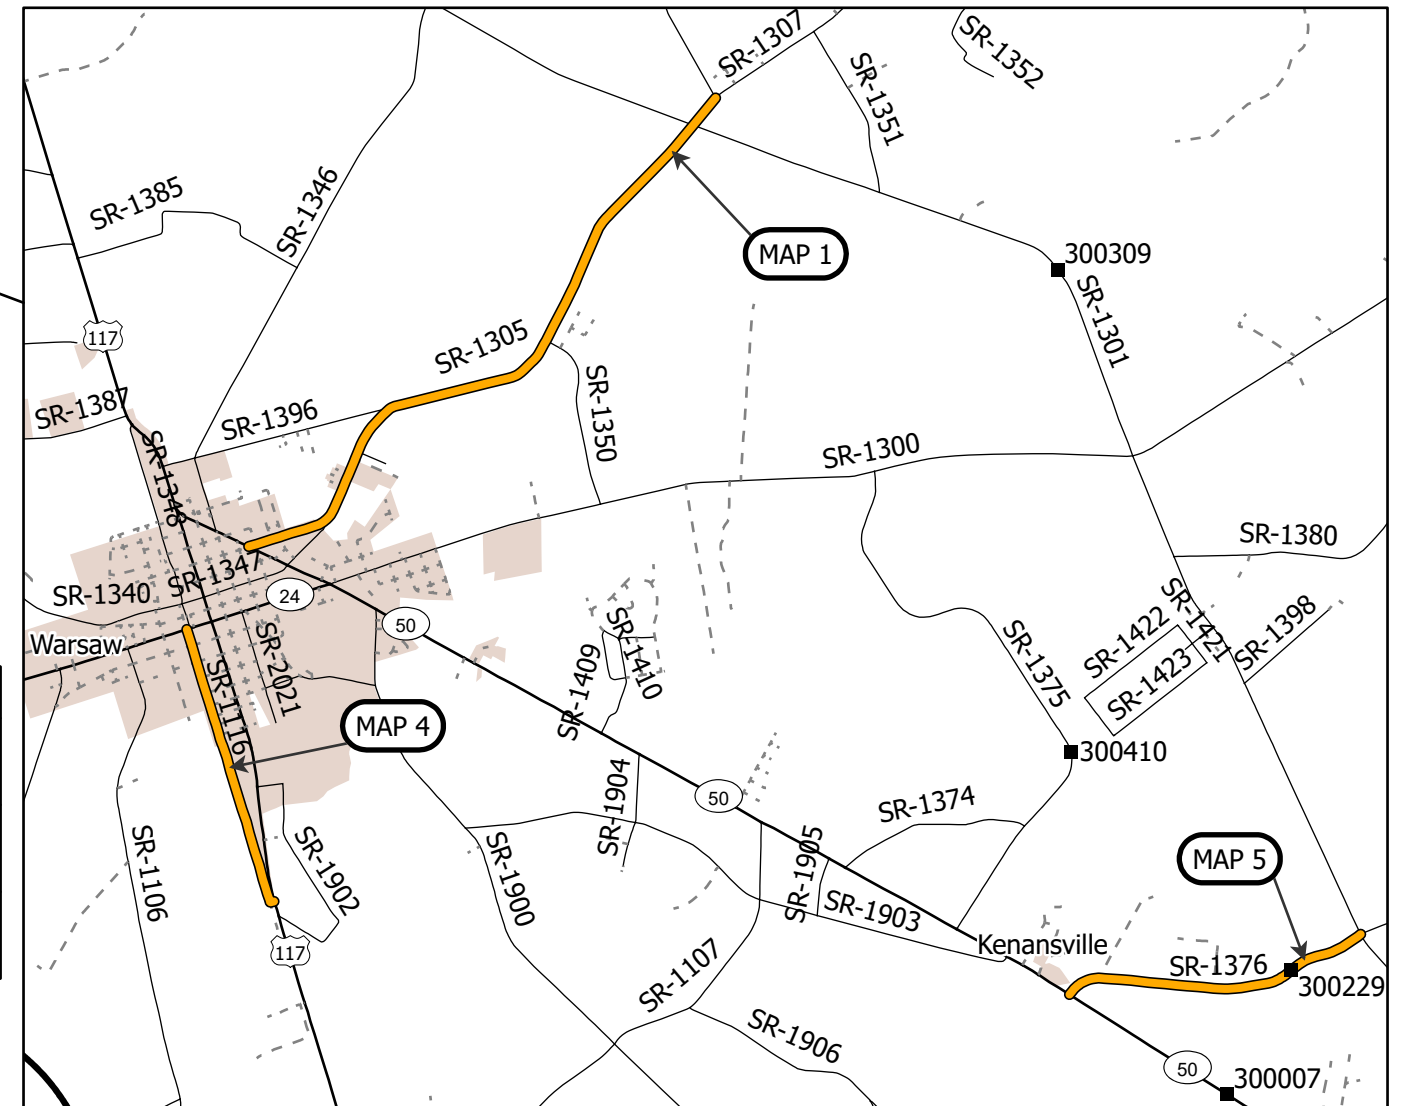 SR-1307
SR-1352
SR-1351
SR-1385
SR-1346
MAP 1
300309
SR-1301
117
SR-1305
SR-1387
SR-1396
SR-1350
SR-1300
SR-1348
SR-1380
SR-1347
SR-1340
24
50
Warsaw
SR-2021
SR-1116
SR-1409
SR-1410
SR-1375
SR-1422
SR-1421
SR-1423
SR-1398
MAP 4
300410
50
SR-1904
SR-1374
SR-1106
SR-1902
SR-1900
SR-1905
SR-1903
MAP 5
117
Kenansville
SR-1107
SR-1376
300229
SR-1906
50
300007